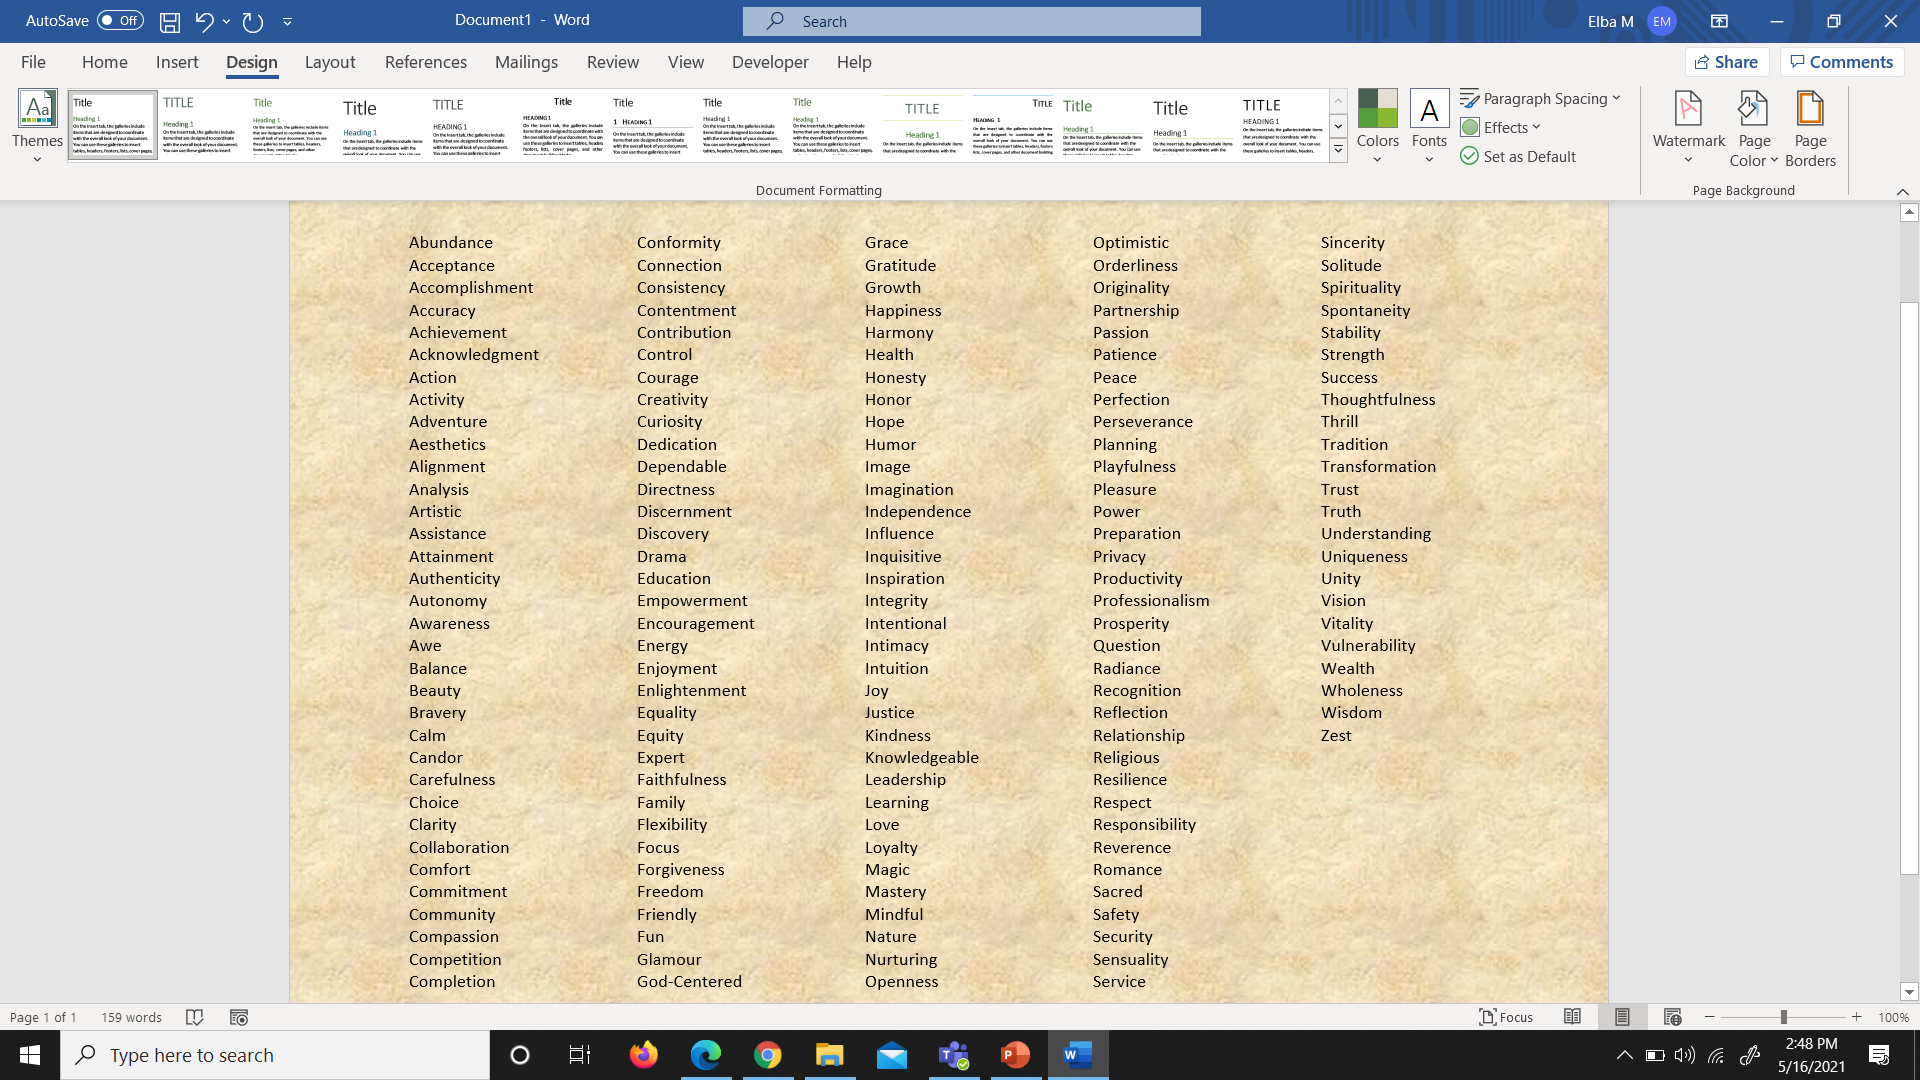 AutoSave Off
Document1 - Word
Search
Elba M
EM
File Home Insert Design Layout References Mailings Review View Developer Help
Share Comments
Themes
Colors
Fonts
Paragraph Spacing
Effects
Set as Default
Watermark
Page Color
Page Borders
Document Formatting
Page Background
Abundance
Acceptance
Accomplishment
Accuracy
Achievement
Acknowledgment
Action
Activity
Adventure
Aesthetics
Alignment
Analysis
Artistic
Assistance
Attainment
Authenticity
Autonomy
Awareness
Awe
Balance
Beauty
Bravery
Calm
Candor
Carefulness
Choice
Clarity
Collaboration
Comfort
Commitment
Community
Compassion
Competition
Completion
Conformity
Connection
Consistency
Contentment
Contribution
Control
Courage
Creativity
Curiosity
Dedication
Dependable
Directness
Discernment
Discovery
Drama
Education
Empowerment
Encouragement
Energy
Enjoyment
Enlightenment
Equality
Equity
Expert
Faithfulness
Family
Flexibility
Focus
Forgiveness
Freedom
Friendly
Fun
Glamour
God-Centered
Grace
Gratitude
Growth
Happiness
Harmony
Health
Honesty
Honor
Hope
Humor
Image
Imagination
Independence
Influence
Inquisitive
Inspiration
Integrity
Intentional
Intimacy
Intuition
Joy
Justice
Kindness
Knowledgeable
Leadership
Learning
Love
Loyalty
Magic
Mastery
Mindful
Nature
Nurturing
Openness
Optimistic
Orderliness
Originality
Partnership
Passion
Patience
Peace
Perfection
Perseverance
Planning
Playfulness
Pleasure
Power
Preparation
Privacy
Productivity
Professionalism
Prosperity
Question
Radiance
Recognition
Reflection
Relationship
Religious
Resilience
Respect
Responsibility
Reverence
Romance
Sacred
Safety
Security
Sensuality
Service
Sincerity
Solitude
Spirituality
Spontaneity
Stability
Strength
Success
Thoughtfulness
Thrill
Tradition
Transformation
Trust
Truth
Understanding
Uniqueness
Unity
Vision
Vitality
Vulnerability
Wealth
Wholeness
Wisdom
Zest
Page 1 of 1 159 words
Focus
100%
Type here to search
2:48 PM
5/16/2021